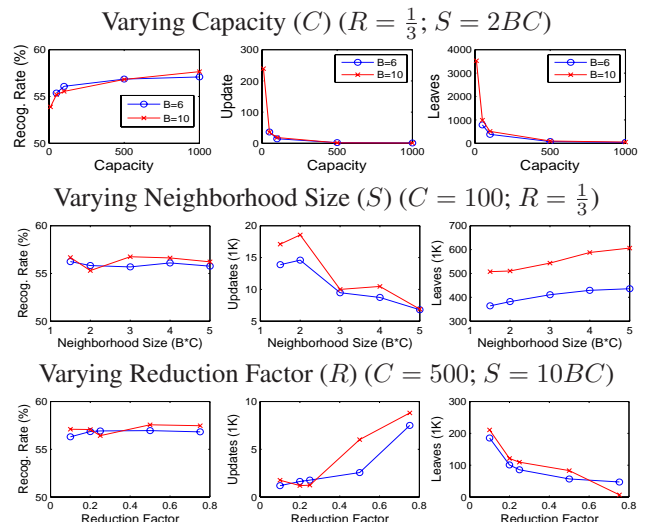 Varying Capacity (C) (R = 1/3; S = 2BC)
Recog. Rate (%)
60
55
50
0
500
1000
Capacity
B=6
B=10
Update
300
200
100
0
0
500
1000
Capacity
B=6
B=10
Leaves
4000
3000
2000
1000
0
0
500
1000
Capacity
B=6
B=10
Varying Neighborhood Size (S) (C = 100; R = 1/3)
Recog. Rate (%)
60
55
50
1
2
3
4
5
Neighborhood Size (B*C)
Updates (1K)
20
15
10
5
1
2
3
4
5
Neighborhood Size (B*C)
Leaves (1K)
700
600
500
400
300
1
2
3
4
5
Neighborhood Size (B*C)
Varying Reduction Factor (R) (C = 500; S = 10BC)
Recog. Rate (%)
60
55
50
0
0.2
0.4
0.6
0.8
Reduction Factor
Updates (1K)
10
5
0
0
0.2
0.4
0.6
0.8
Reduction Factor
Leaves (1K)
400
300
200
100
0
0
0.2
0.4
0.6
0.8
Reduction Factor